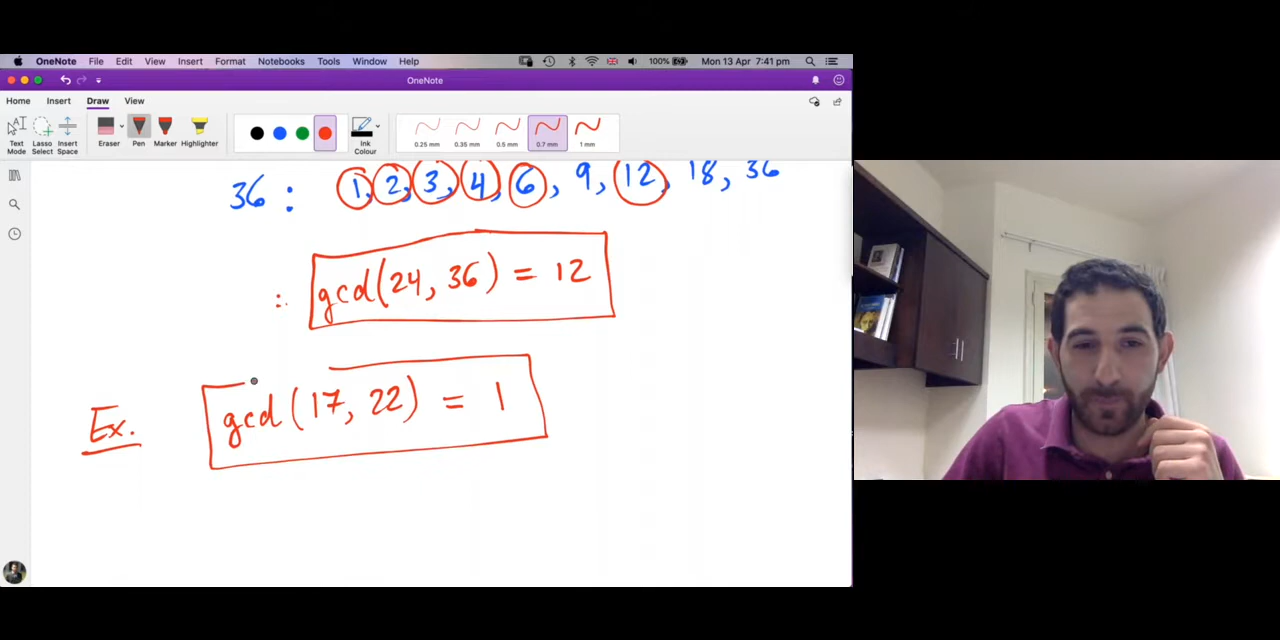 OneNote File Edit View Insert Format Notebooks Tools Window Help 100% Mon 13 Apr 7:41 pm
OneNote
Home Insert Draw View
Text Mode Lasso Select Insert Space Eraser Pen Marker Highlighter Ink Colour 0.25 mm 0.35 mm 0.5 mm 0.7 mm 1 mm
36 : 1, 2, 3, 4, 6, 9, 12, 18, 36
∴ gcd(24, 36) = 12
Ex. gcd(17, 22) = 1